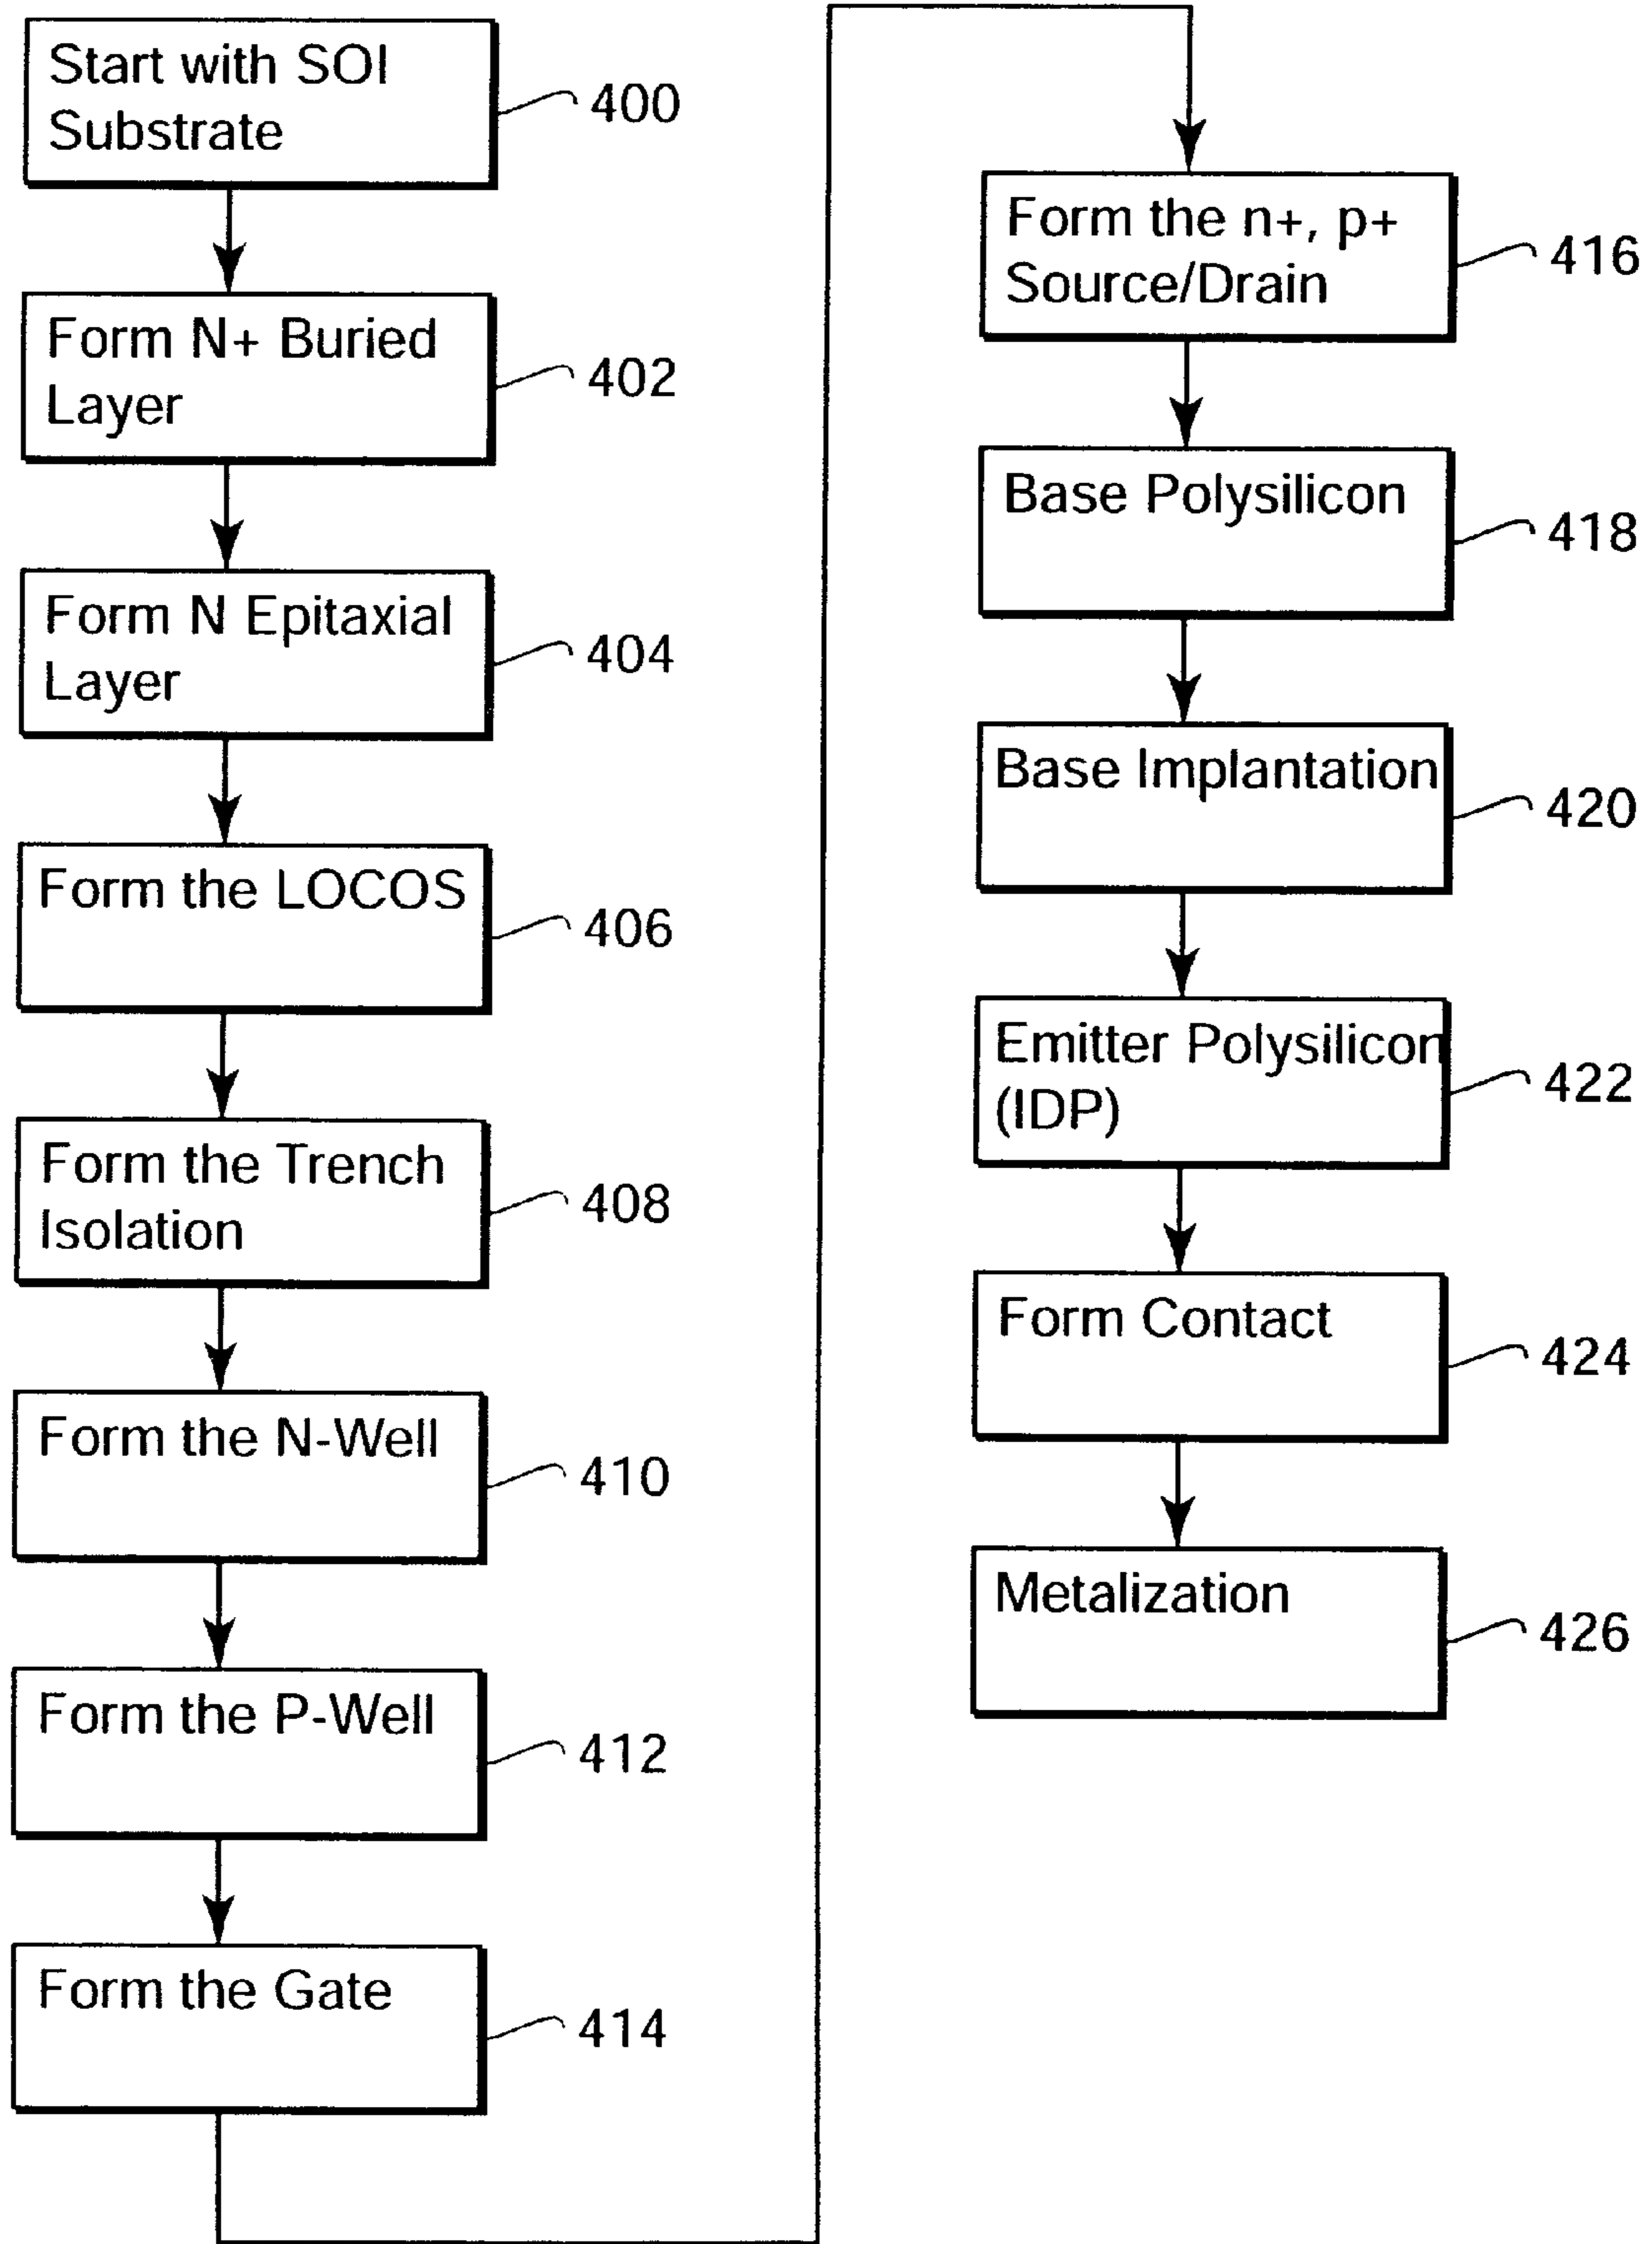 Start with SOI
Substrate
400
Form N+ Buried
Layer
402
Form N Epitaxial
Layer
404
Form the LOCOS
406
Form the Trench
Isolation
408
Form the N-Well
410
Form the P-Well
412
Form the Gate
414
Form the n+, p+
Source/Drain
416
Base Polysilicon
418
Base Implantation
420
Emitter Polysilicon
(IDP)
422
Form Contact
424
Metalization
426